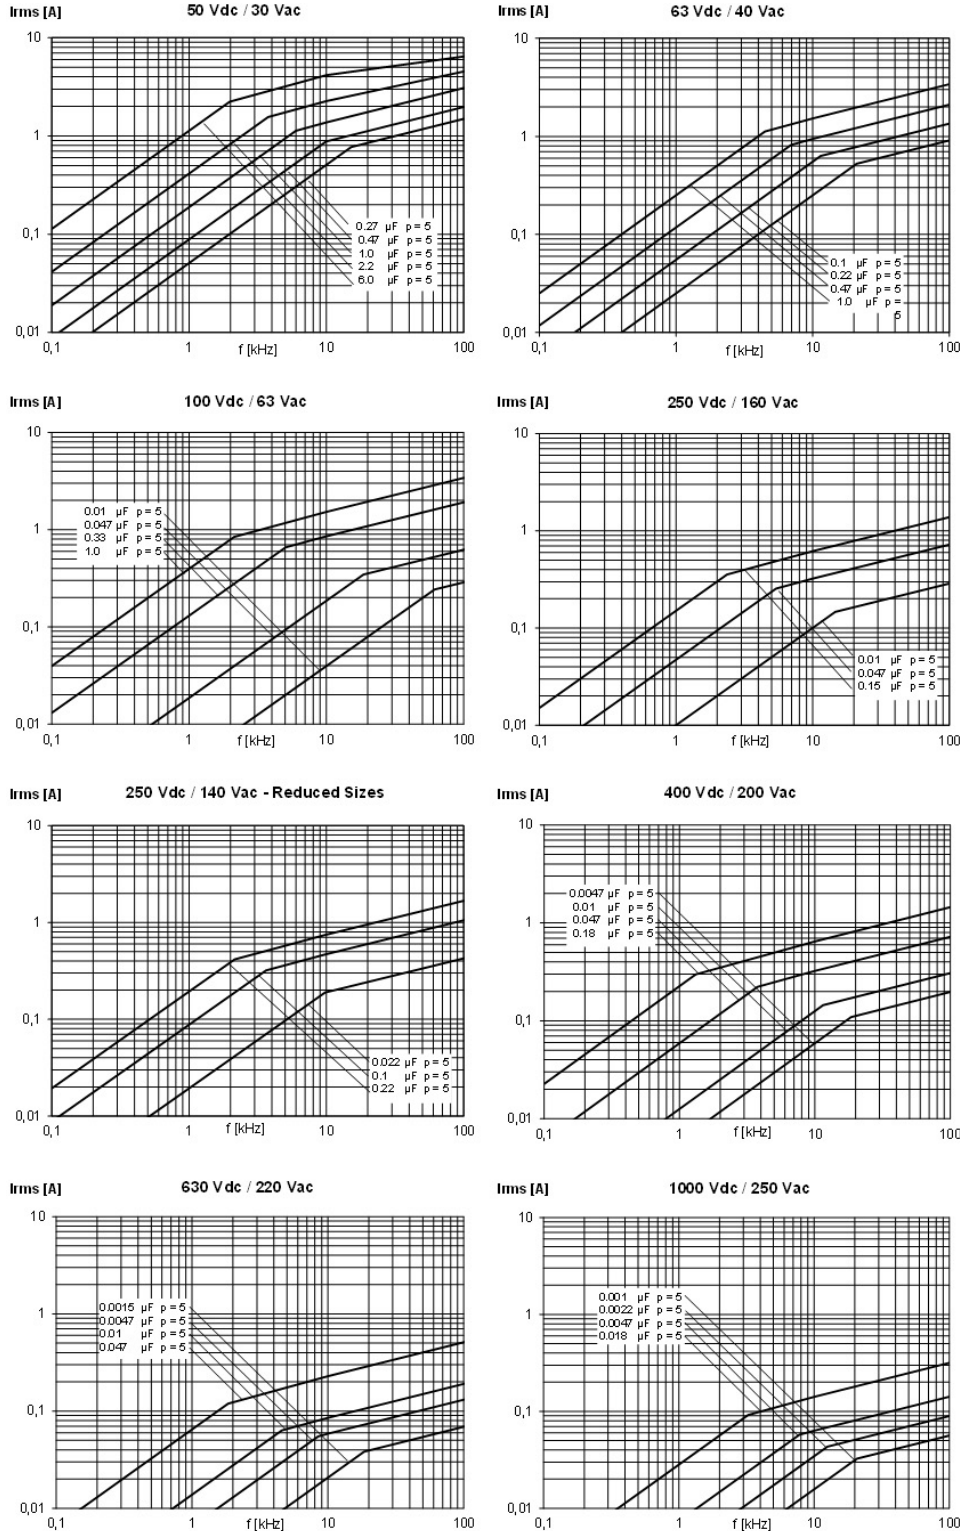 Irms [A]
50 Vdc / 30 Vac
10
1
0,1
0,01
0.27 µF p = 5
0.47 µF p = 5
1.0 µF p = 5
2.2 µF p = 5
6.0 µF p = 5
0,1
1
10
100
f [kHz]
Irms [A]
63 Vdc / 40 Vac
10
1
0,1
0,01
0.1 µF p = 5
0.22 µF p = 5
0.47 µF p = 5
1.0 µF p =
5
0,1
1
10
100
f [kHz]
Irms [A]
100 Vdc / 63 Vac
10
1
0,1
0,01
0.01 µF p = 5
0.047 µF p = 5
0.33 µF p = 5
1.0 µF p = 5
0,1
1
10
100
f [kHz]
Irms [A]
250 Vdc / 160 Vac
10
1
0,1
0,01
0.01 µF p = 5
0.047 µF p = 5
0.15 µF p = 5
0,1
1
10
100
f [kHz]
Irms [A]
250 Vdc / 140 Vac - Reduced Sizes
10
1
0,1
0,01
0.022 µF p = 5
0.1 µF p = 5
0.22 µF p = 5
0,1
1
10
100
f [kHz]
Irms [A]
400 Vdc / 200 Vac
10
1
0,1
0,01
0.0047 µF p = 5
0.01 µF p = 5
0.047 µF p = 5
0.18 µF p = 5
0,1
1
10
100
f [kHz]
Irms [A]
630 Vdc / 220 Vac
10
1
0,1
0,01
0.0015 µF p = 5
0.0047 µF p = 5
0.01 µF p = 5
0.047 µF p = 5
0,1
1
10
100
f [kHz]
Irms [A]
1000 Vdc / 250 Vac
10
1
0,1
0,01
0.001 µF p = 5
0.0022 µF p = 5
0.0047 µF p = 5
0.018 µF p = 5
0,1
1
10
100
f [kHz]